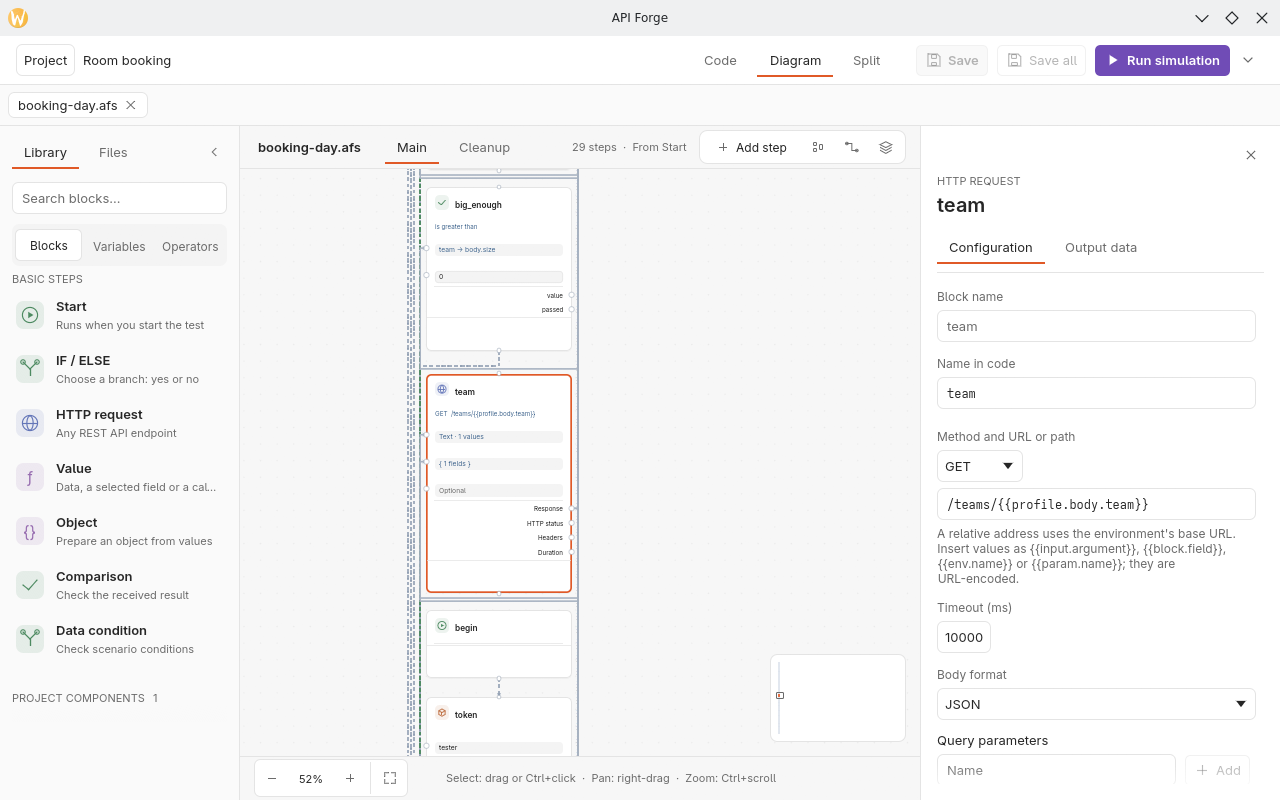 API Forge
Project
Room booking
Code
Diagram
Split
Save
Save all
Run simulation
booking-day.afs
Library
Files
Search blocks...
Blocks
Variables
Operators
BASIC STEPS
Start
Runs when you start the test
IF / ELSE
Choose a branch: yes or no
HTTP request
Any REST API endpoint
Value
Data, a selected field or a cal...
Object
Prepare an object from values
Comparison
Check the received result
Data condition
Check scenario conditions
PROJECT COMPONENTS 1
booking-day.afs
Main
Cleanup
29 steps · From Start
Add step
big_enough
is greater than
team → body.size
0
value
passed
team
GET /teams/{{profile.body.team}}
Text · 1 values
{ 1 fields }
Optional
Response
HTTP status
Headers
Duration
begin
token
tester
52%
Select: drag or Ctrl+click · Pan: right-drag · Zoom: Ctrl+scroll
HTTP REQUEST
team
Configuration
Output data
Block name
team
Name in code
team
Method and URL or path
GET
/teams/{{profile.body.team}}
A relative address uses the environment's base URL.
Insert values as {{input.argument}}, {{block.field}},
{{env.name}} or {{param.name}}; they are
URL-encoded.
Timeout (ms)
10000
Body format
JSON
Query parameters
Name
Add